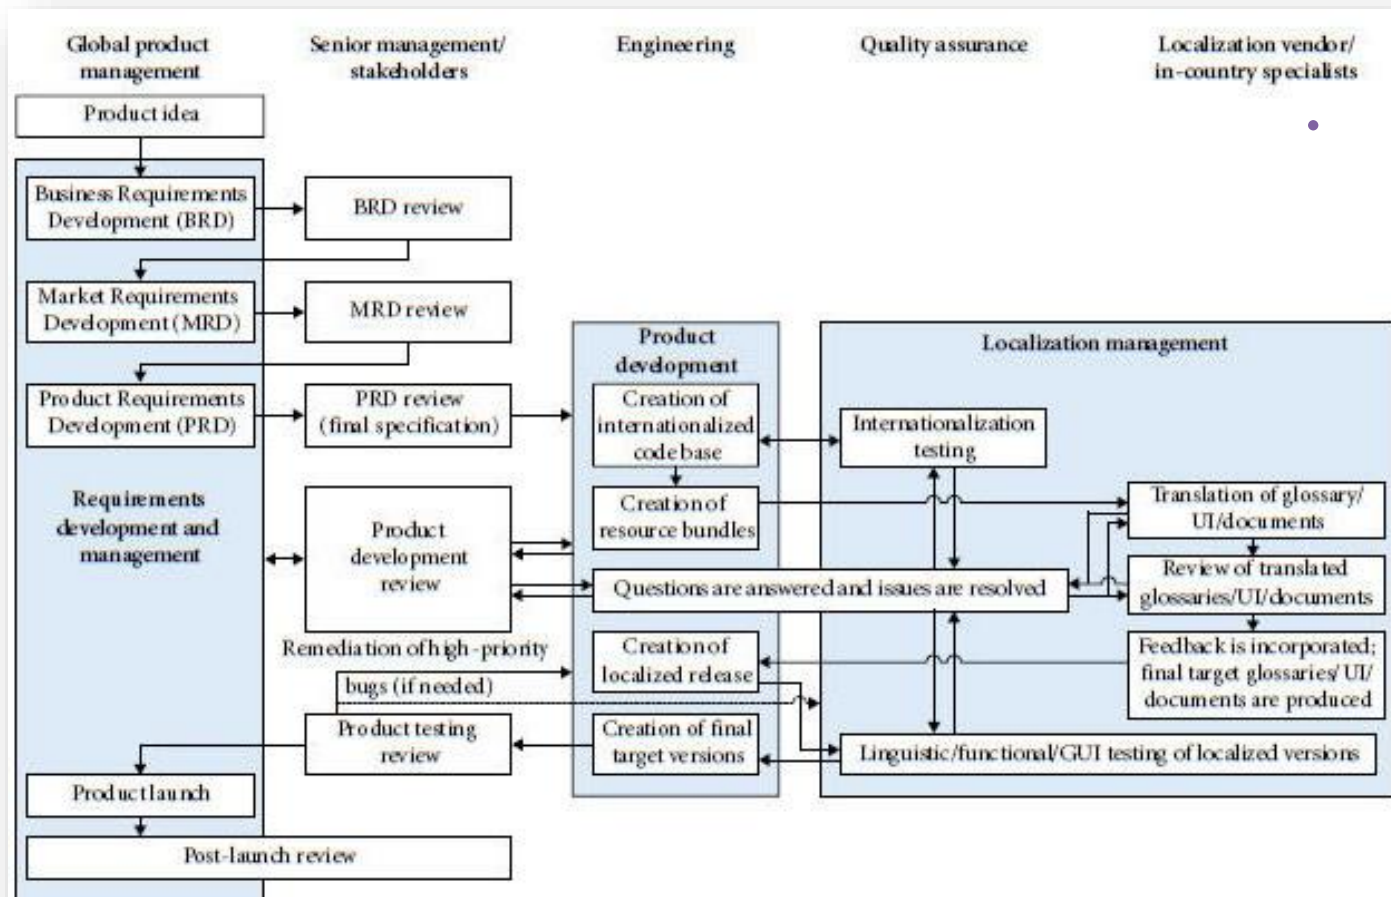 Global product
management
Senior management/
stakeholders
Engineering
Quality assurance
Localization vendor/
in-country specialists
Product idea
Business Requirements
Development (BRD)
BRD review
Market Requirements
Development (MRD)
MRD review
Product
development
Localization management
Product Requirements
Development (PRD)
PRD review
(final specification)
Creation of
internationalized
code base
Internationalization
testing
Requirements
development and
management
Product
development
review
Creation of
resource bundles
Translation of glossary/
UI/documents
Questions are answered and issues are resolved
Review of translated
glossaries/UI/documents
Remediation of high-priority
bugs (if needed)
Creation of
localized release
Feedback is incorporated;
final target glossaries/UI/
documents are produced
Product testing
review
Creation of final
target versions
Linguistic/functional/GUI testing of localized versions
Product launch
Post-launch review